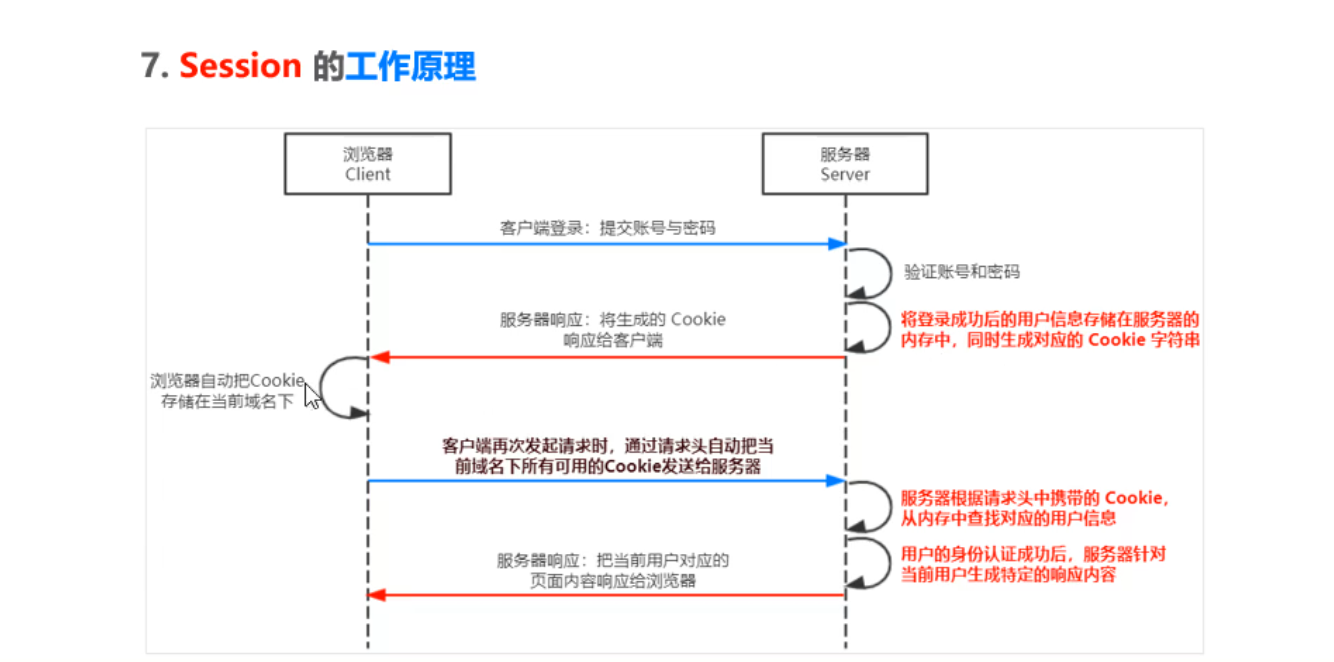 7. Session 的工作原理
浏览器
Client
服务器
Server
客户端登录：提交账号与密码
验证账号和密码
将登录成功后的用户信息存储在服务器的
内存中，同时生成对应的 Cookie 字符串
服务器响应：将生成的 Cookie
响应给客户端
浏览器自动把Cookie
存储在当前域名下
客户端再次发起请求时，通过请求头自动把当
前域名下所有可用的Cookie发送给服务器
服务器根据请求头中携带的 Cookie，
从内存中查找对应的用户信息
用户的身份认证成功后，服务器针对
当前用户生成特定的响应内容
服务器响应：把当前用户对应的
页面内容响应给浏览器